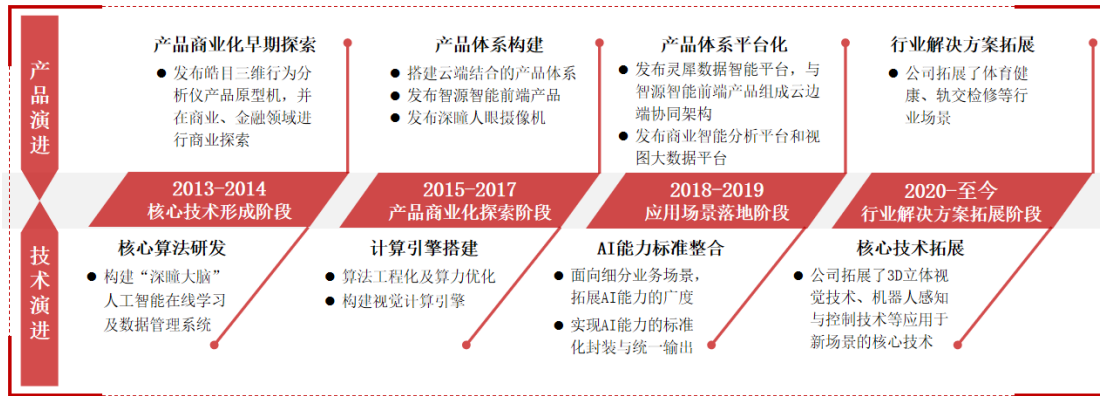 产品演进
产品商业化早期探索
● 发布皓目三维行为分
析仪产品原型机，并
在商业、金融领域进
行商业探索
产品体系构建
● 搭建云端结合的产品体系
● 发布智源智能前端产品
● 发布深瞳人眼摄像机
产品体系平台化
● 发布灵犀数据智能平台，与
智源智能前端产品组成云边
端协同架构
● 发布商业智能分析平台和视
图大数据平台
行业解决方案拓展
● 公司拓展了体育健
康、轨交检修等行
业场景
2013-2014
核心技术形成阶段
2015-2017
产品商业化探索阶段
2018-2019
应用场景落地阶段
2020-至今
行业解决方案拓展阶段
技术演进
核心算法研发
● 构建“深瞳大脑”
人工智能在线学习
及数据管理系统
计算引擎搭建
● 算法工程化及算力优化
● 构建视觉计算引擎
AI能力标准整合
● 面向细分业务场景，
拓展AI能力的广度
● 实现AI能力的标准
化封装与统一输出
核心技术拓展
● 公司拓展了3D立体视
觉技术、机器人感知
与控制技术等应用于
新场景的核心技术